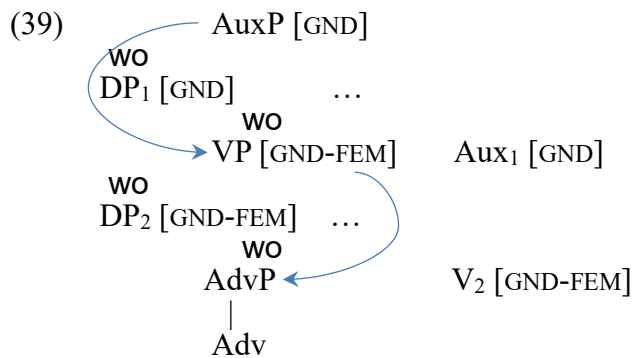 (39) AuxP [GND]
WO
DP₁ [GND] …
WO
VP [GND-FEM] Aux₁ [GND]
WO
DP₂ [GND-FEM] …
WO
AdvP V₂ [GND-FEM]
Adv